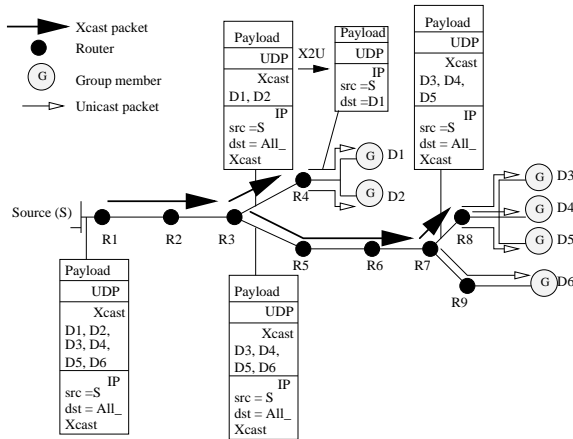 Xcast packet
Router
G
Group member
Unicast packet
Payload
UDP
Xcast
D1, D2
IP
src =S
dst = All_
Xcast
X2U
Payload
UDP
IP
src =S
dst =D1
Payload
UDP
Xcast
D3, D4,
D5
IP
src =S
dst = All_
Xcast
G
D1
G
D2
R4
G
D3
G
D4
G
D5
R8
Source (S)
R1
R2
R3
R5
R6
R7
R9
G
D6
Payload
UDP
Xcast
D1, D2,
D3, D4,
D5, D6
IP
src =S
dst = All_
Xcast
Payload
UDP
Xcast
D3, D4,
D5, D6
IP
src =S
dst = All_
Xcast